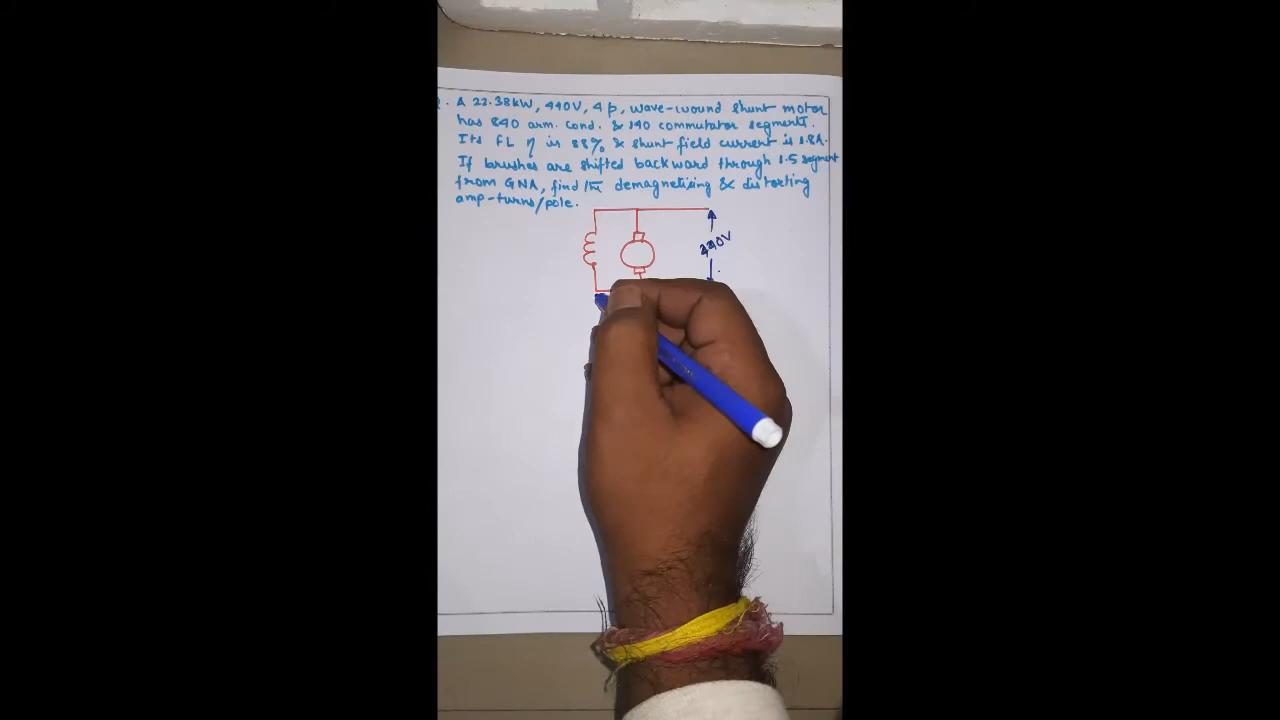 Q. A 22.38kW, 440V, 4 p, wave-wound shunt motor
has 840 arm. cond. & 140 commutator segments.
Its FL η is 88% & shunt field current is 1.8A.
If brushes are shifted backward through 1.5 segment
from GNA, find the demagnetising & distorting
amp-turns/pole.
440V